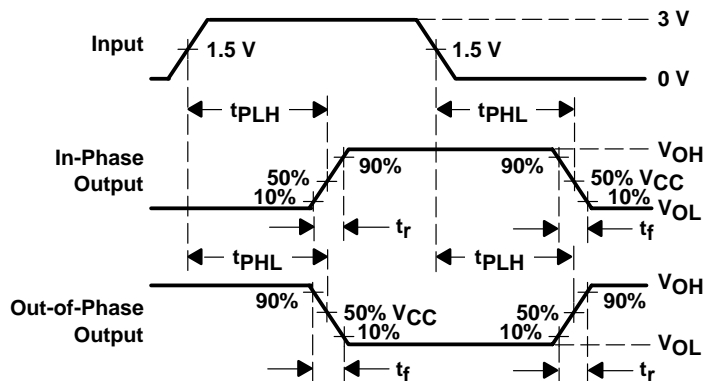 3 V
Input
1.5 V
1.5 V
0 V
tPLH
tPHL
In-Phase
Output
VOH
90%
90%
50%
50% VCC
10%
10%
VOL
tr
tf
tPHL
tPLH
Out-of-Phase
Output
VOH
90%
90%
50% VCC
50%
10%
10%
VOL
tf
tr